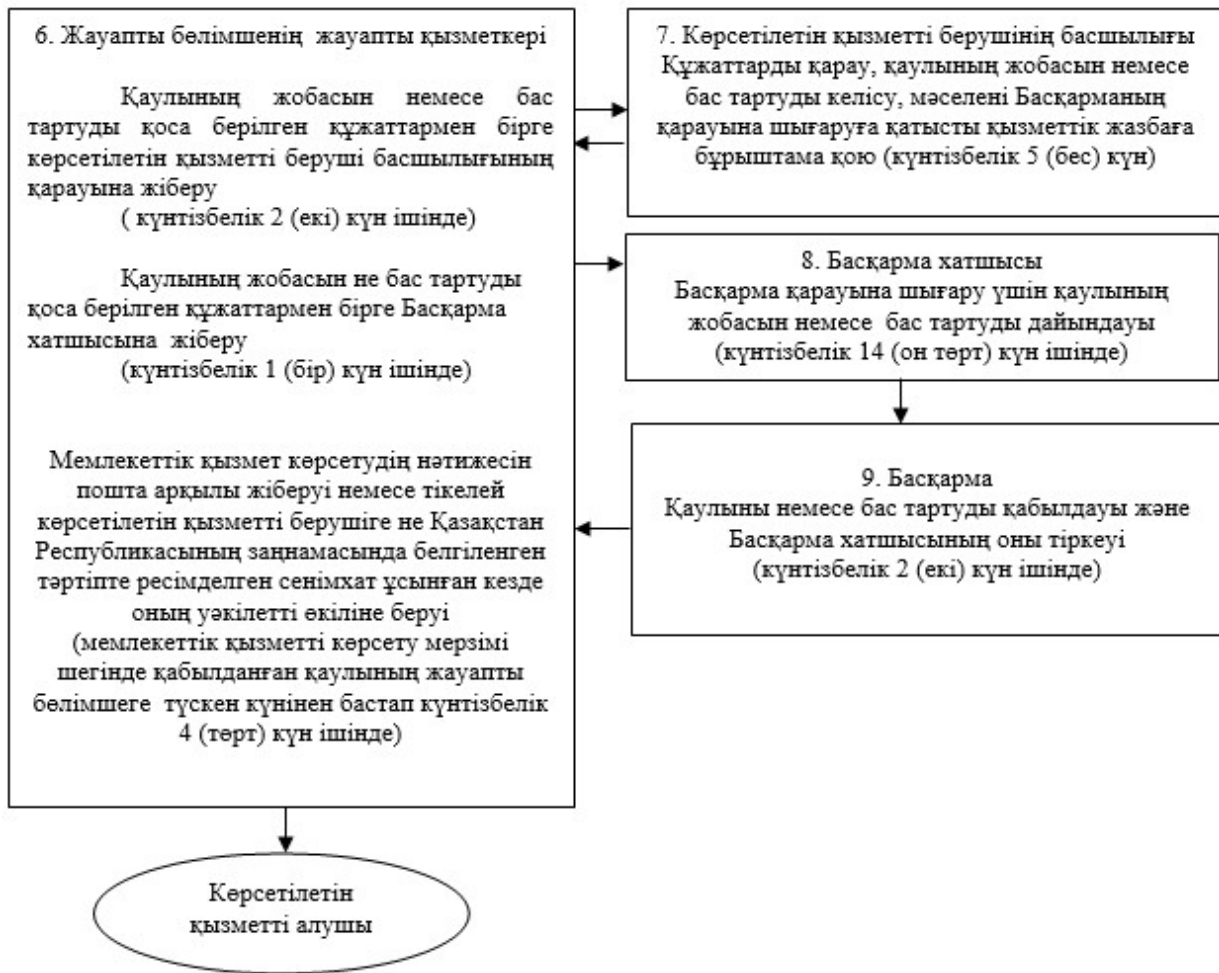 6. Жауапты бөлімшенің жауапты қызметкері
Қаулының жобасын немесе бас
тартуды қоса берілген құжаттармен бірге
көрсетілетін қызметті беруші басшылығының
қарауына жіберу
( күнтізбелік 2 (екі) күн ішінде)
Қаулының жобасын не бас тартуды
қоса берілген құжаттармен бірге Басқарма
хатшысына жіберу
(күнтізбелік 1 (бір) күн ішінде)
Мемлекеттік қызмет көрсетудің нәтижесін
пошта арқылы жіберуі немесе тікелей
көрсетілетін қызметті берушіге не Қазақстан
Республикасының заңнамасында белгіленген
тәртіпте ресімделген сенімхат ұсынған кезде
оның уәкілетті өкіліне беруі
(мемлекеттік қызметті көрсету мерзімі
шегінде қабылданған қаулының жауапты
бөлімшеге түскен күнінен бастап күнтізбелік
4 (төрт) күн ішінде)
7. Көрсетілетін қызметті берушінің басшылығы
Құжаттарды қарау, қаулының жобасын немесе
бас тартуды келісу, мәселені Басқарманың
қарауына шығаруға қатысты қызметтік жазбаға
бұрыштама қою (күнтізбелік 5 (бес) күн)
8. Басқарма хатшысы
Басқарма қарауына шығару үшін қаулының
жобасын немесе бас тартуды дайындауы
(күнтізбелік 14 (он төрт) күн ішінде)
9. Басқарма
Қаулыны немесе бас тартуды қабылдауы және
Басқарма хатшысының оны тіркеуі
(күнтізбелік 2 (екі) күн ішінде)
Көрсетілетін
қызметті алушы